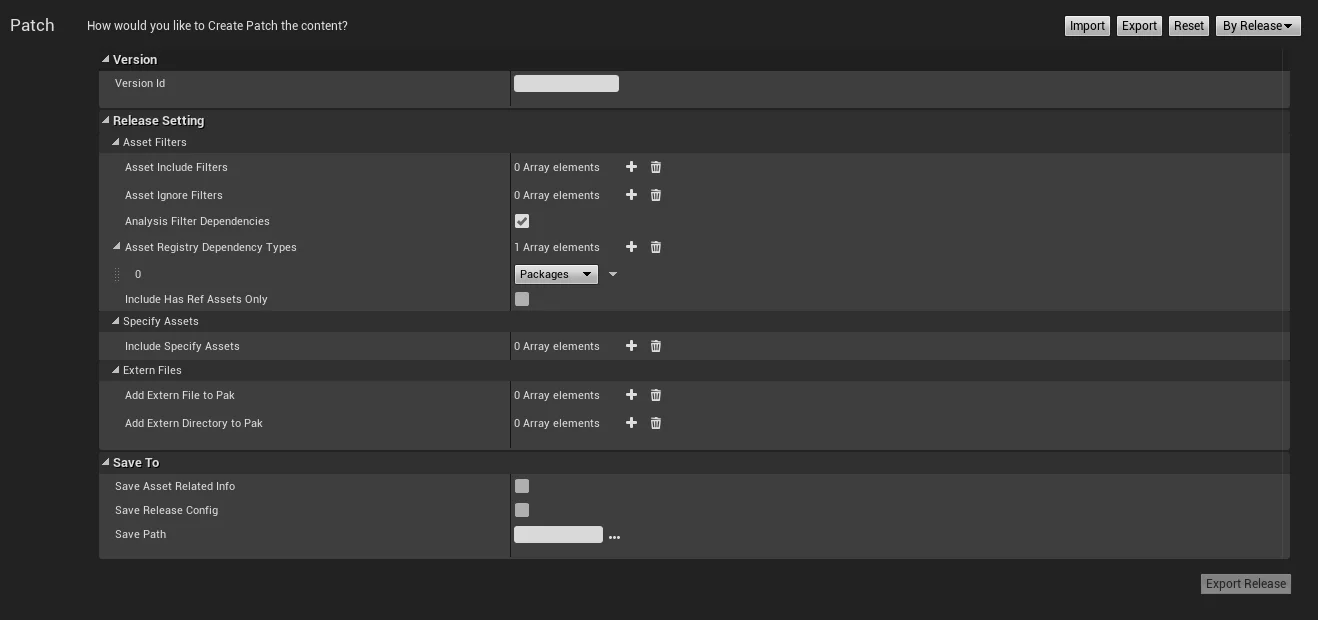 Patch How would you like to Create Patch the content? Import Export Reset By Release
Version
Version Id
Release Setting
Asset Filters
Asset Include Filters 0 Array elements
Asset Ignore Filters 0 Array elements
Analysis Filter Dependencies
Asset Registry Dependency Types 1 Array elements
0 Packages
Include Has Ref Assets Only
Specify Assets
Include Specify Assets 0 Array elements
Extern Files
Add Extern File to Pak 0 Array elements
Add Extern Directory to Pak 0 Array elements
Save To
Save Asset Related Info
Save Release Config
Save Path ...
Export Release